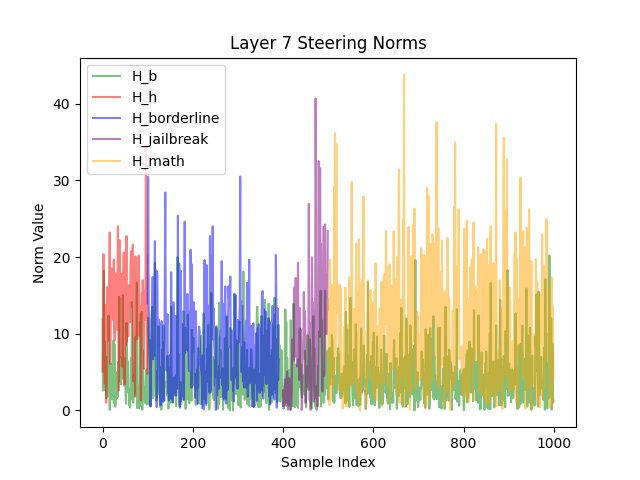 Layer 7 Steering Norms
H_b
H_h
H_borderline
H_jailbreak
H_math
Norm Value
40
30
20
10
0
0 200 400 600 800 1000
Sample Index